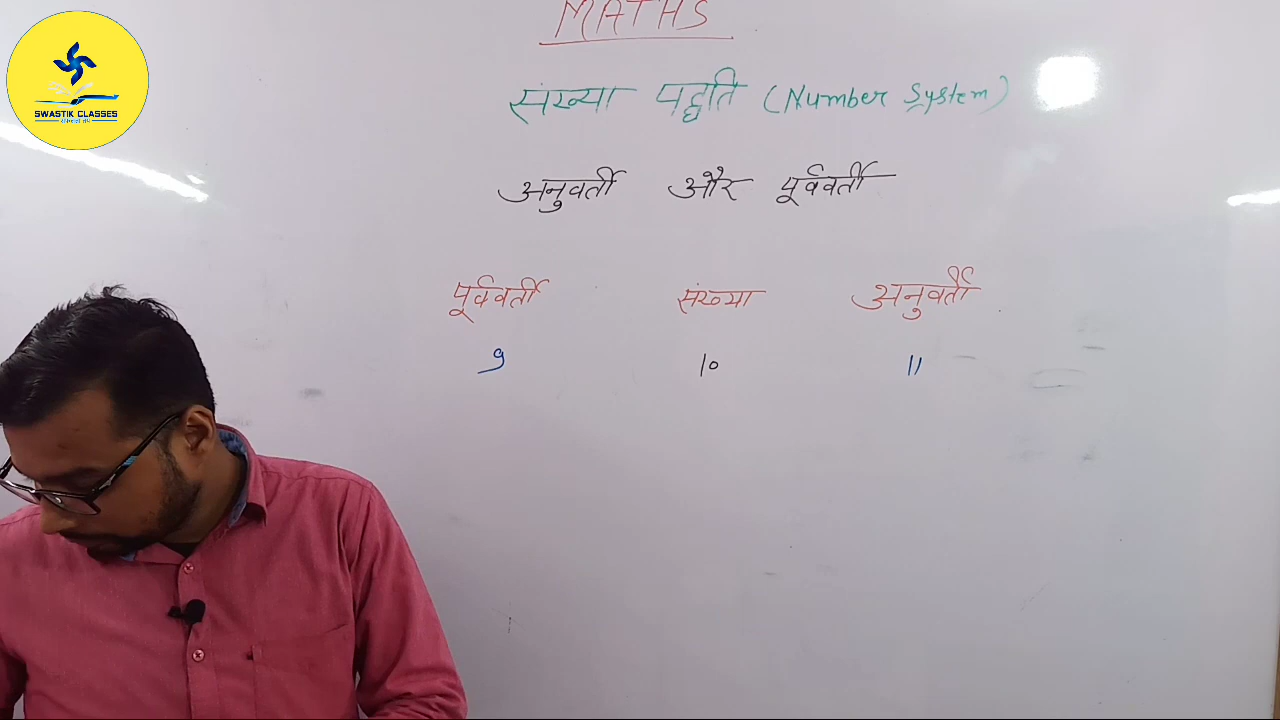 MATHS
संख्या पद्धति (Number System)
अनुवर्ती और पूर्ववर्ती
पूर्ववर्ती संख्या अनुवर्ती
9 10 11
SWASTIK CLASSES